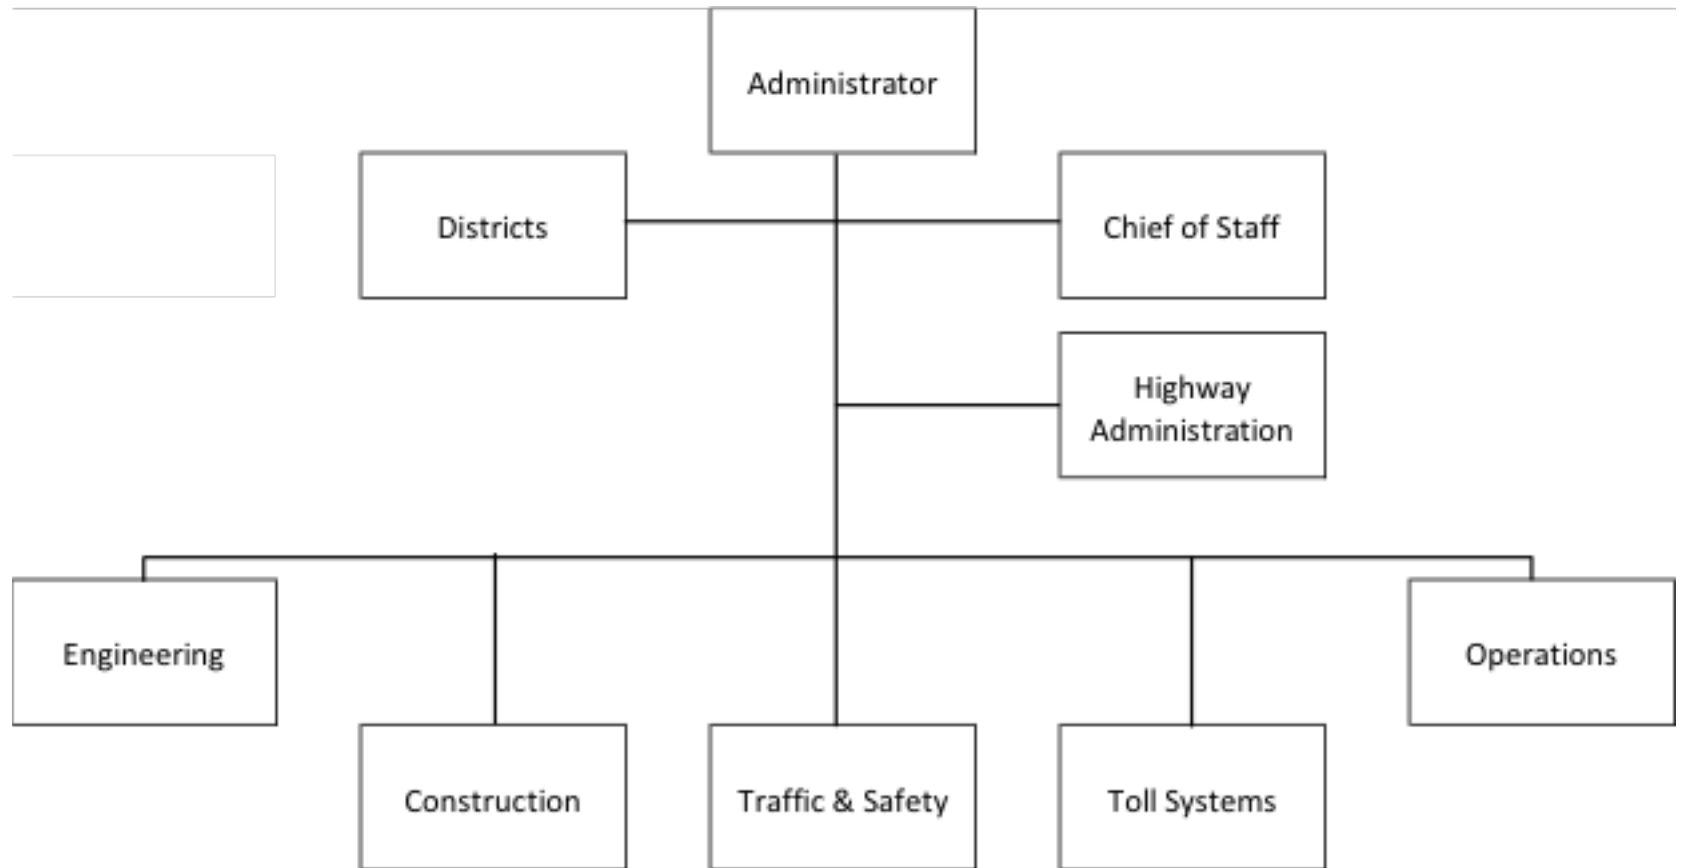 Administrator
Districts
Chief of Staff
Highway
Administration
Engineering
Operations
Construction
Traffic & Safety
Toll Systems